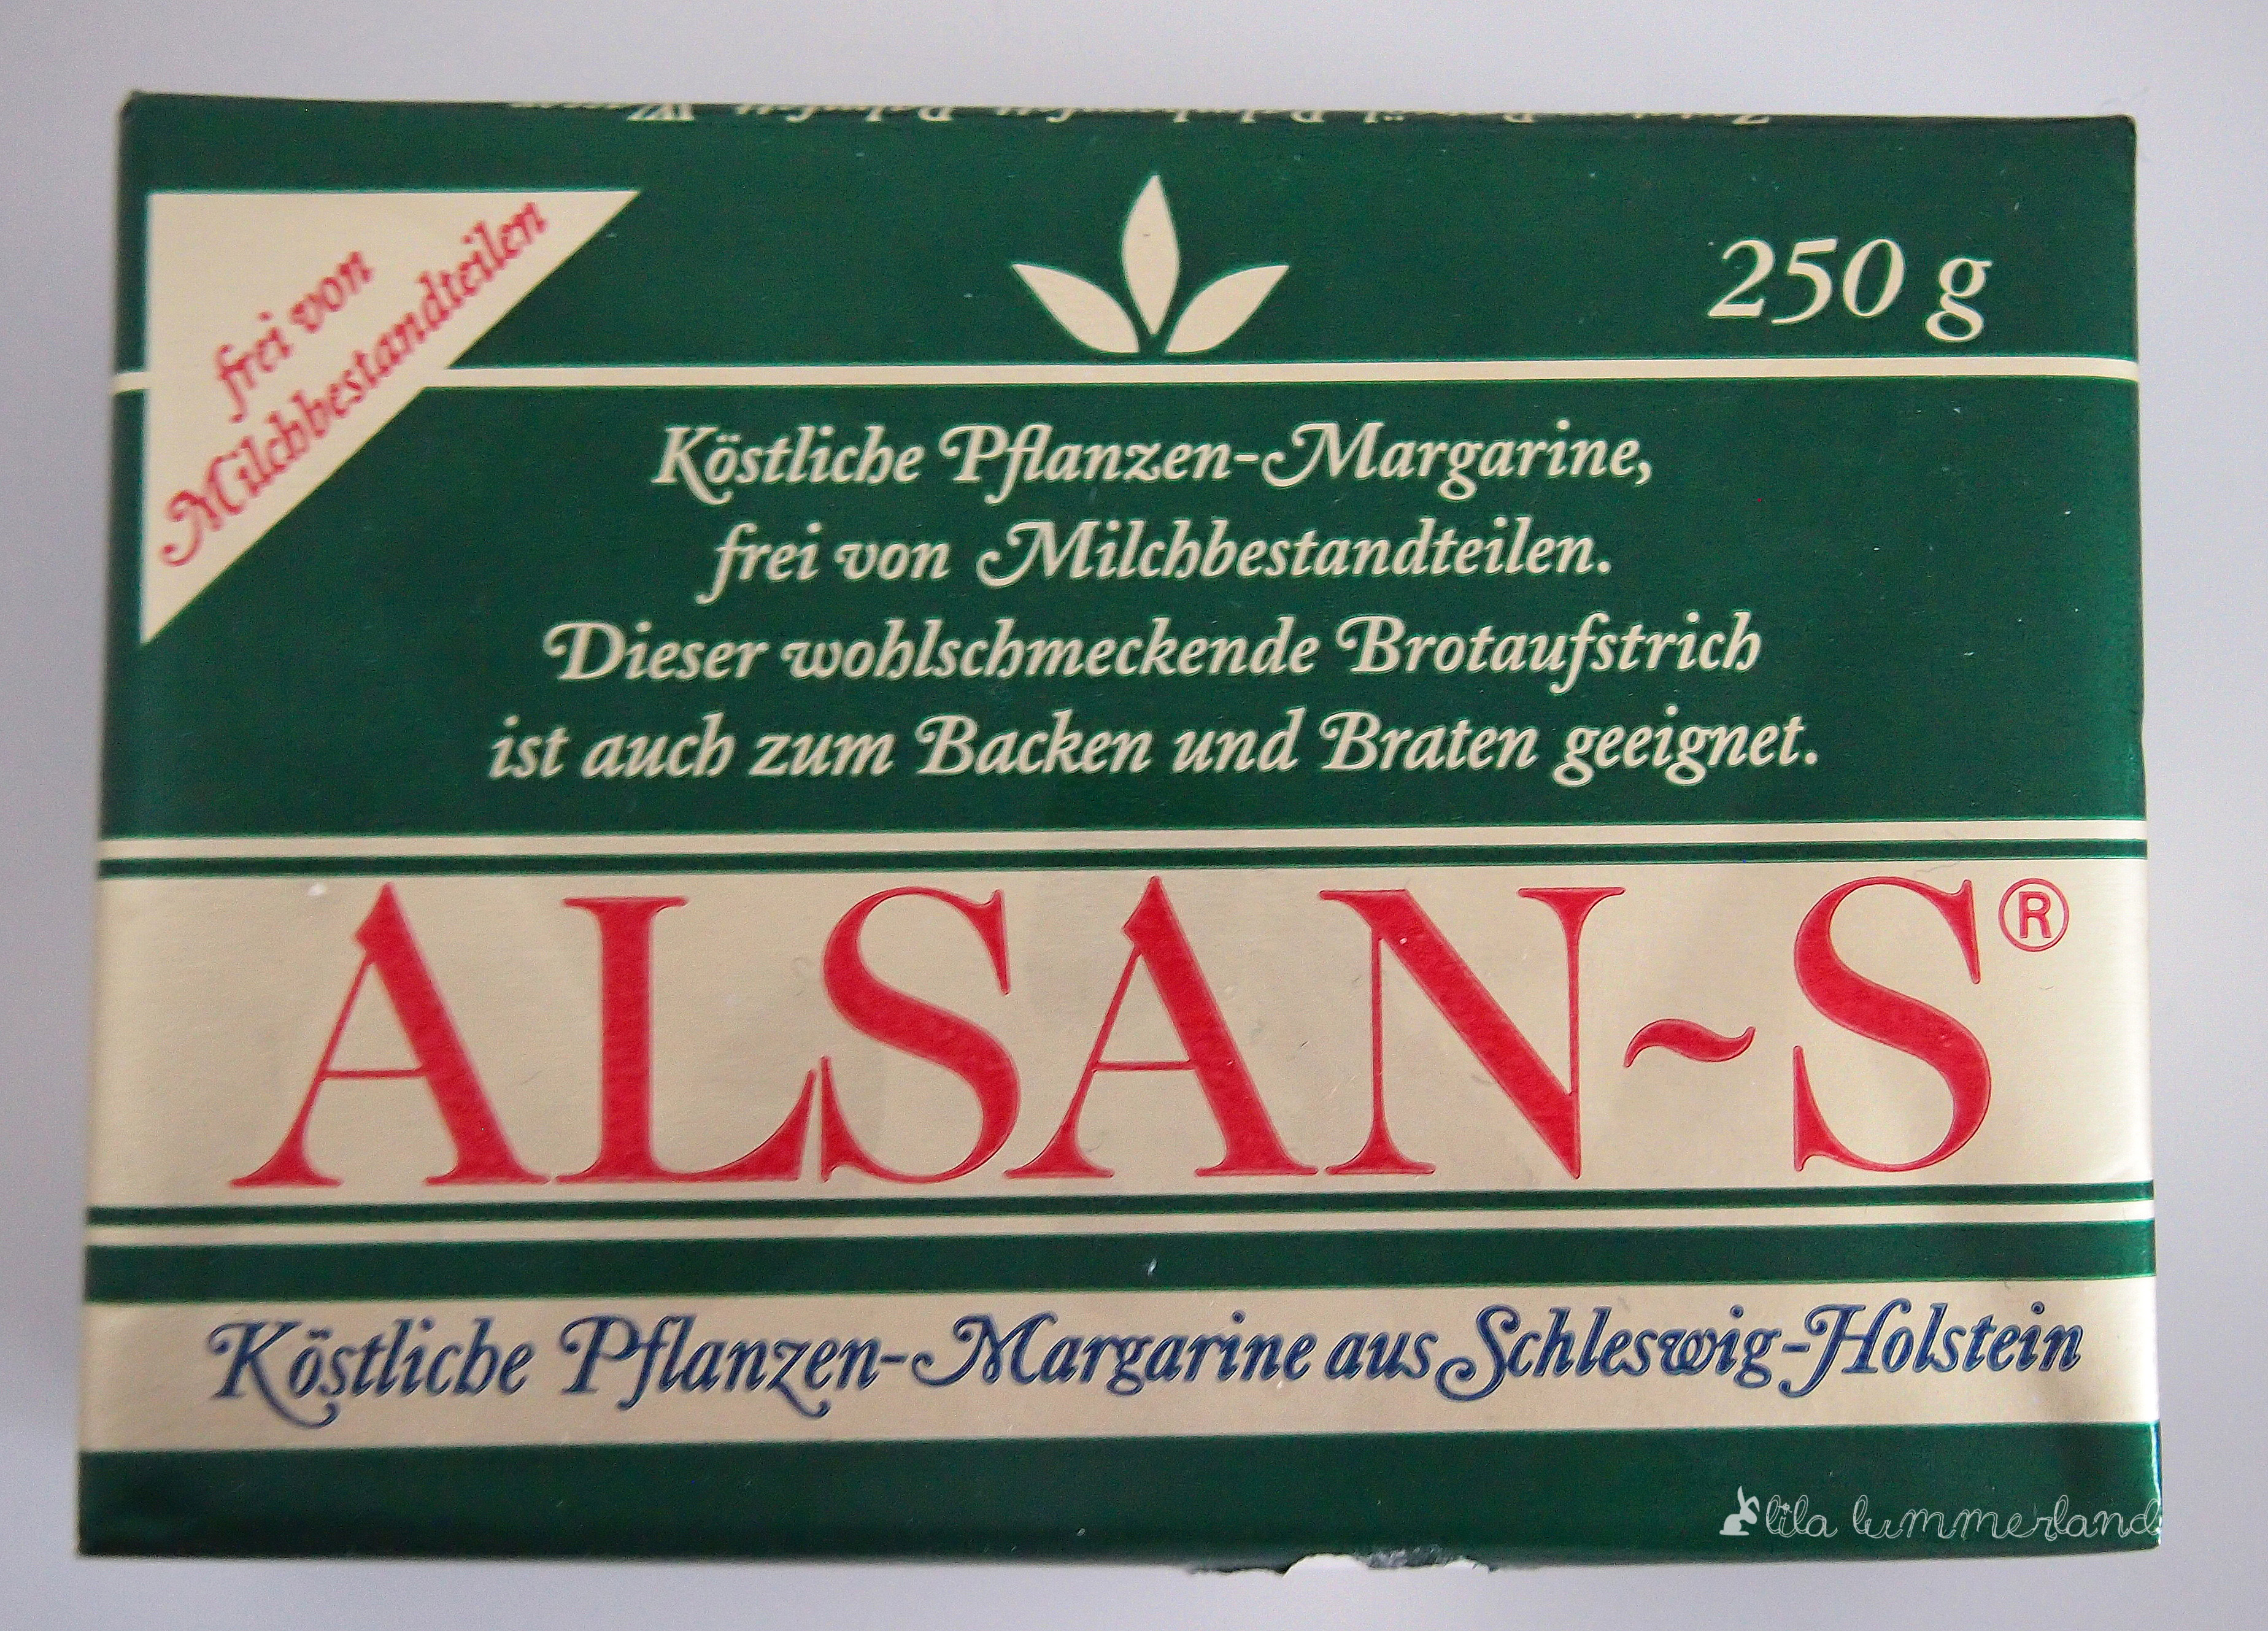 frei von
Milchbestandteilen
250 g
Köstliche Pflanzen-Margarine,
frei von Milchbestandteilen.
Dieser wohlschmeckende Brotaufstrich
ist auch zum Backen und Braten geeignet.
ALSAN~S®
Köstliche Pflanzen-Margarine aus Schleswig-Holstein
lila lummerland